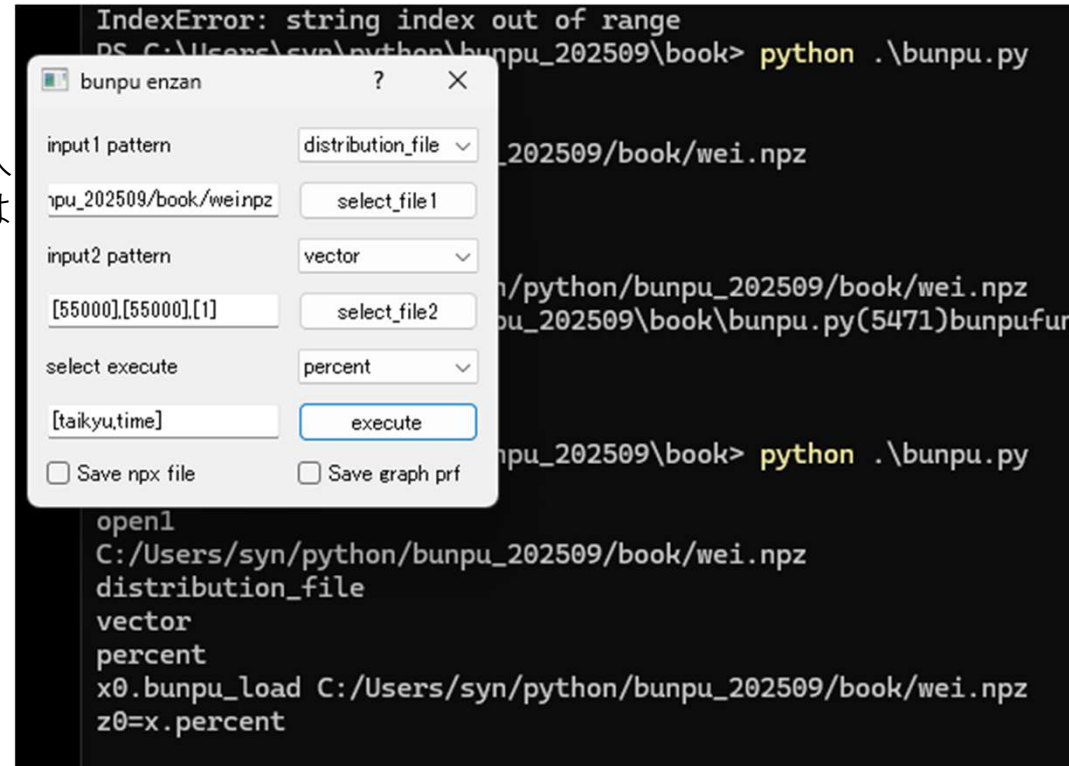 IndexError: string index out of range
PS C:\Users\syn\python\bunpu_202509\book> python .\bunpu.py
bunpu enzan ? ×
input1 pattern distribution_file
npu_202509/book/wei.npz select_file1
input2 pattern vector
[55000],[55000],[1] select_file2
select execute percent
[taikyu,time] execute
Save npx file Save graph prf
は
_202509/book/wei.npz
/python/bunpu_202509/book/wei.npz
pu_202509\book\bunpu.py(5471)bunpufun
npu_202509\book> python .\bunpu.py
open1
C:/Users/syn/python/bunpu_202509/book/wei.npz
distribution_file
vector
percent
x0.bunpu_load C:/Users/syn/python/bunpu_202509/book/wei.npz
z0=x.percent